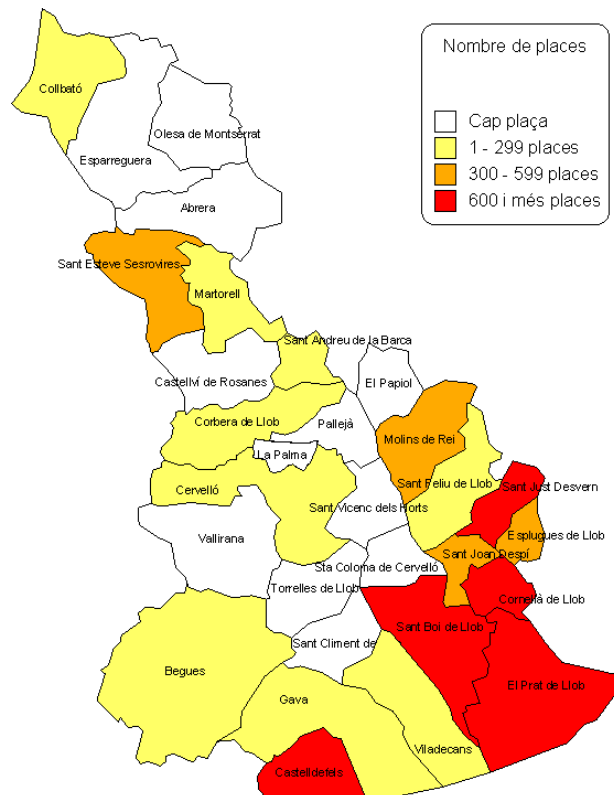 Nombre de places
Cap plaça
1 - 299 places
300 - 599 places
600 i més places
Collbató
Olesa de Montserrat
Esparreguera
Abrera
Sant Esteve Sesrovires
Martorell
Sant Andreu de la Barca
Castellví de Rosanes
El Papiol
Corbera de Llob
Pallejà
Molins de Rei
La Palma
Cervelló
Sant Feliu de Llob
Sant Just Desvern
Sant Vicenc dels Horts
Vallirana
Esplugues de Llob
Sant Joan Despí
Sta Coloma de Cervelló
Torrelles de Llob
Cornellà de Llob
Sant Climent de
Sant Boi de Llob
Begues
El Prat de Llob
Gava
Viladecans
Castelldefels